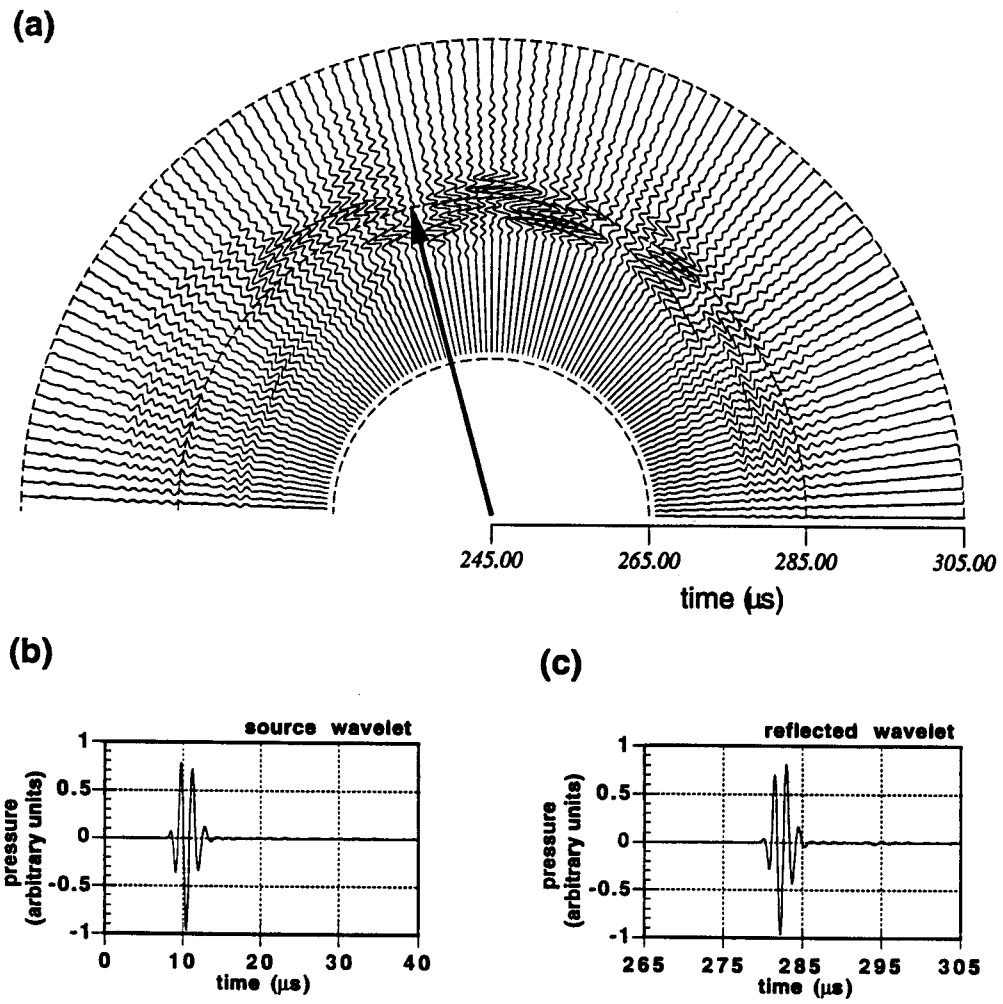 (a)
245.00 265.00 285.00 305.00
time (μs)
(b)
source wavelet
pressure
(arbitrary units)
1
0.5
0
-0.5
-1
0 10 20 30 40
time (μs)
(c)
reflected wavelet
pressure
(arbitrary units)
1
0.5
0
-0.5
-1
265 275 285 295 305
time (μs)